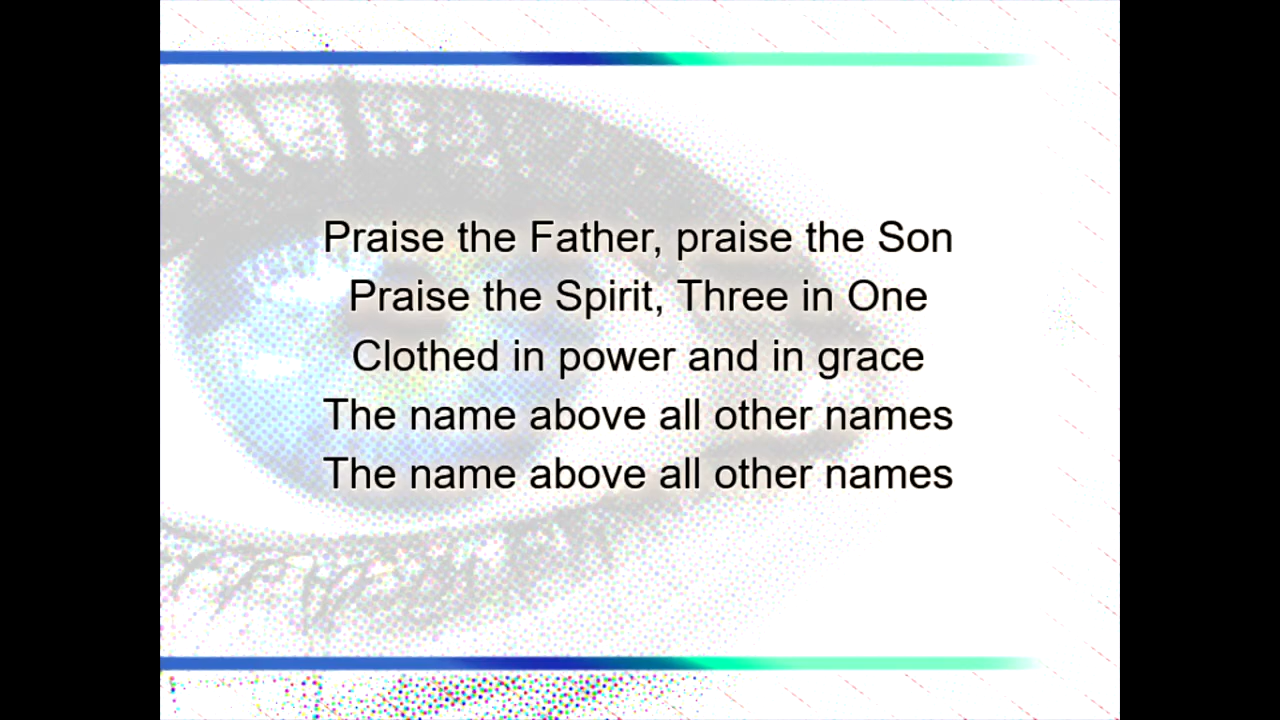 Praise the Father, praise the Son
Praise the Spirit, Three in One
Clothed in power and in grace
The name above all other names
The name above all other names